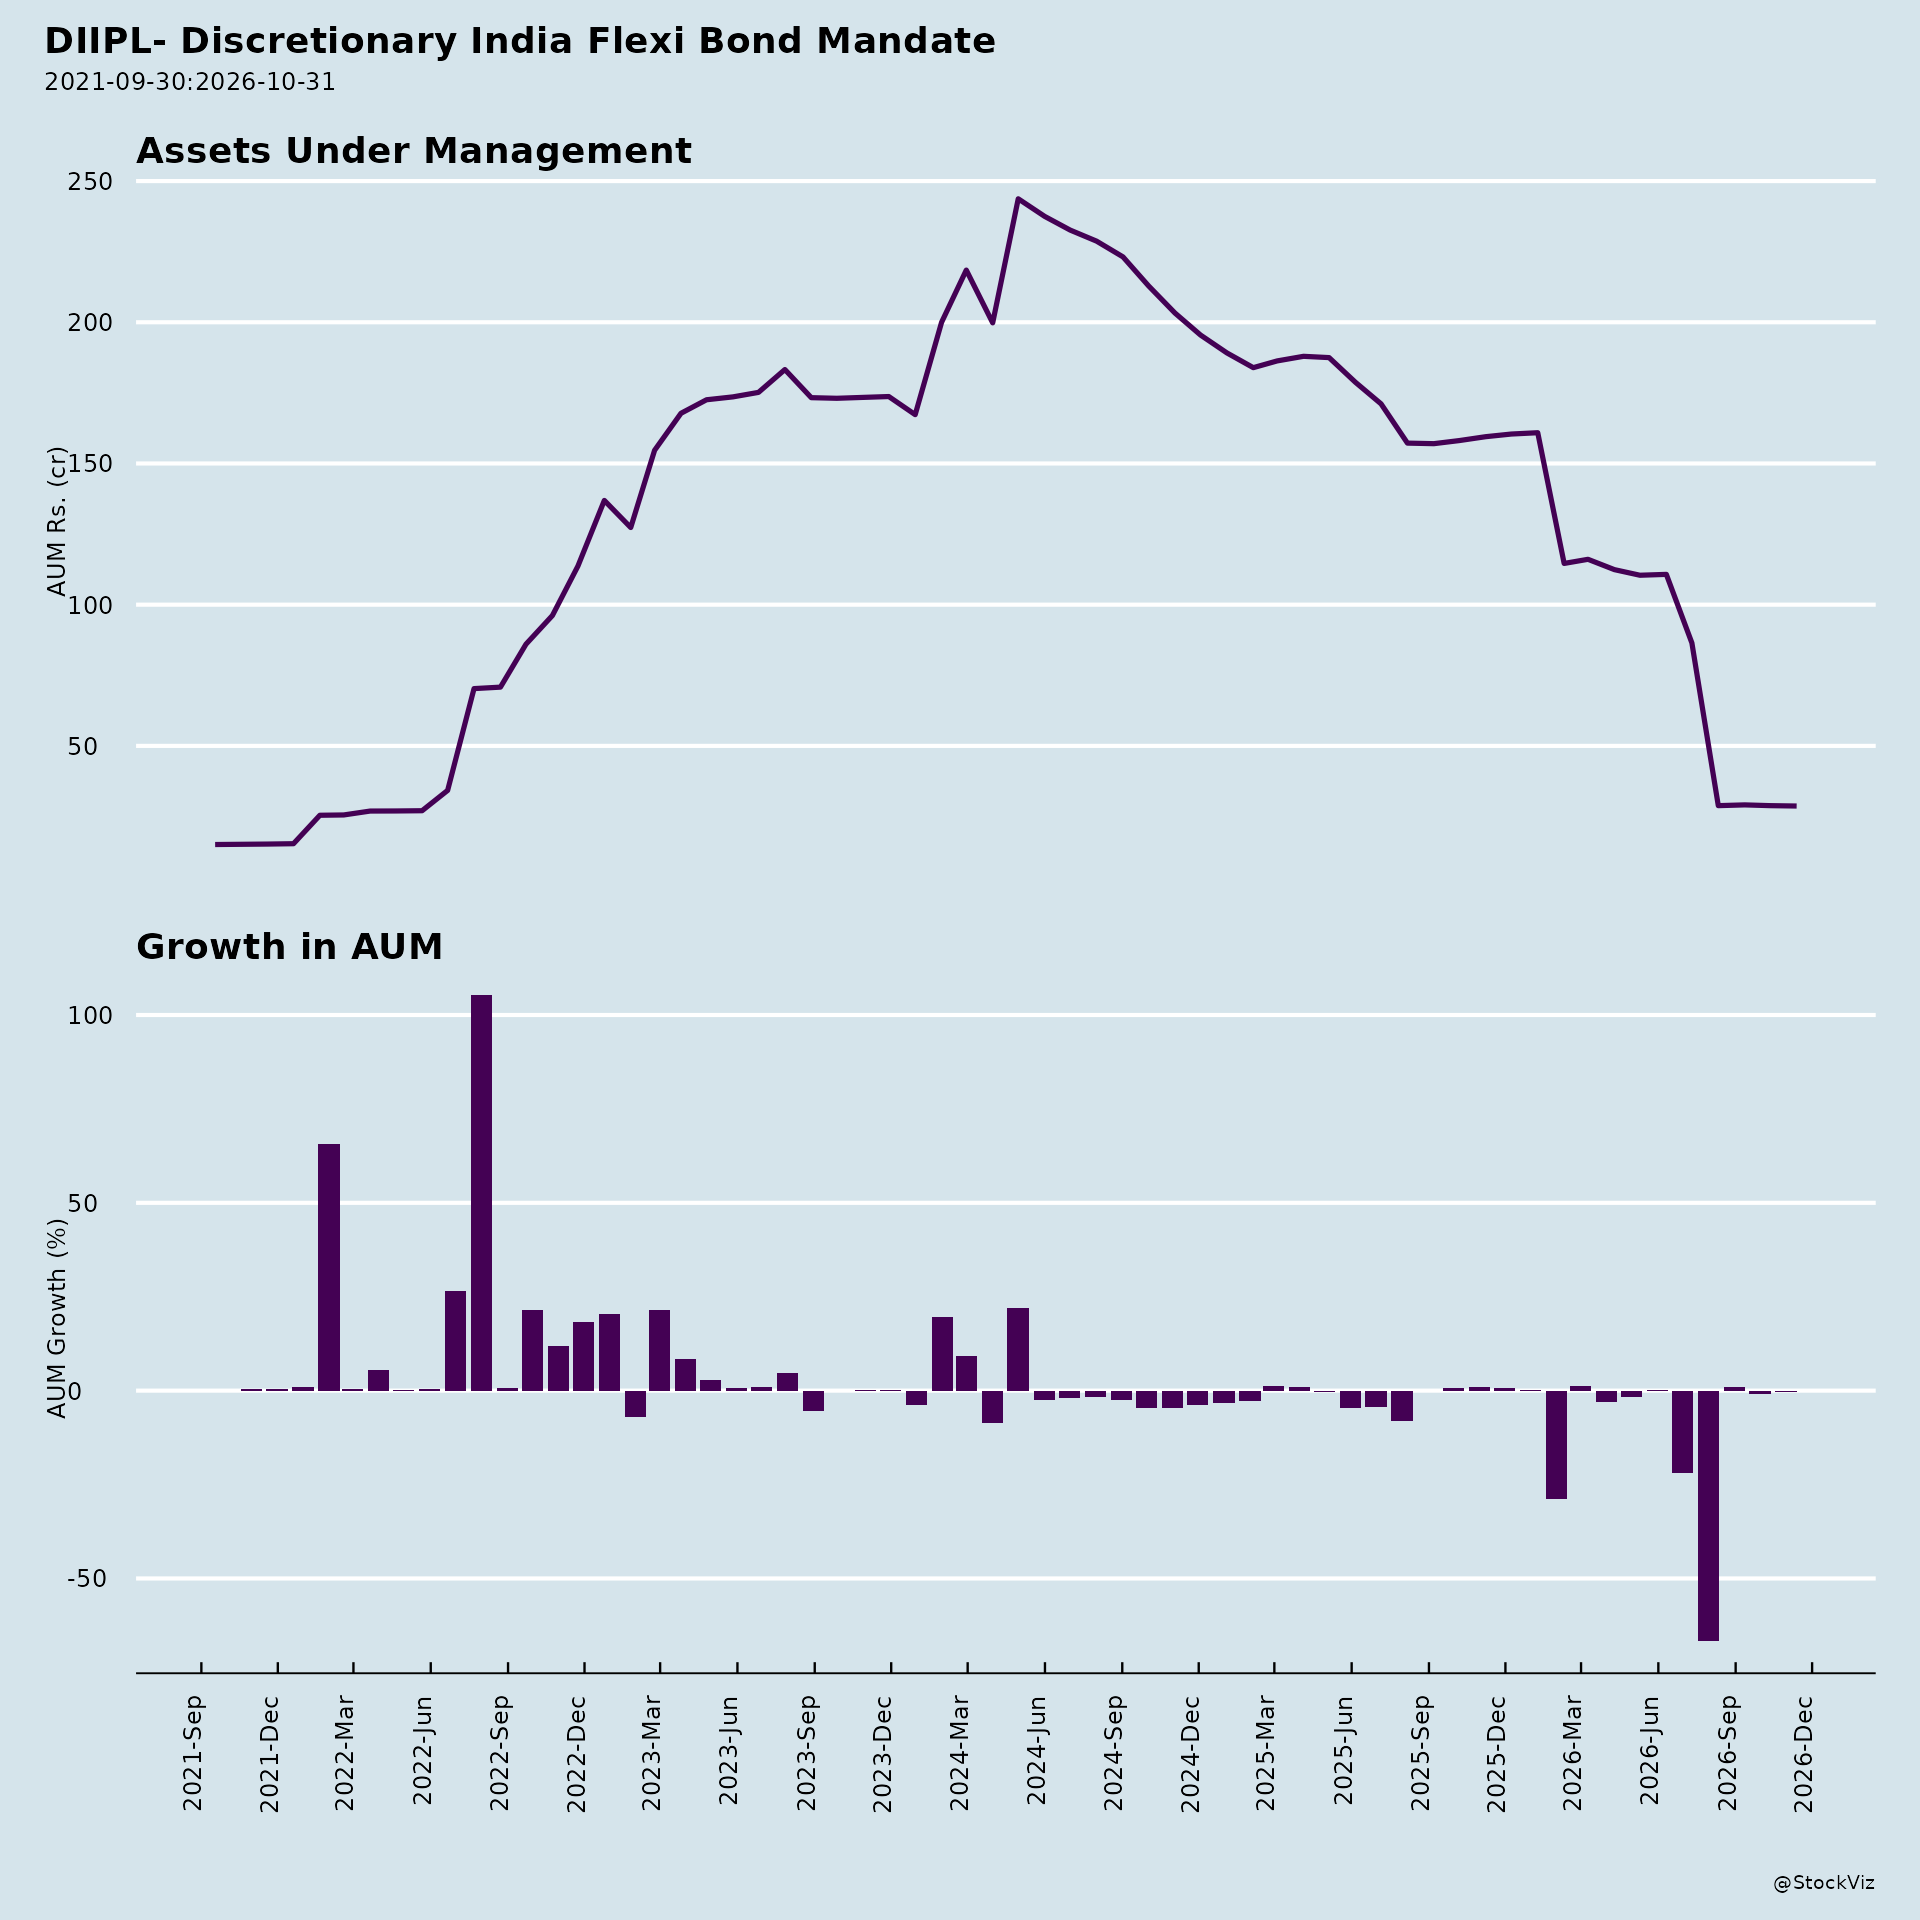 DIIPL- Discretionary India Flexi Bond Mandate
2021-09-30:2026-10-31
Assets Under Management
250
200
150
100
50
AUM Rs. (cr)
Growth in AUM
100
50
0
-50
AUM Growth (%)
2021-Sep
2021-Dec
2022-Mar
2022-Jun
2022-Sep
2022-Dec
2023-Mar
2023-Jun
2023-Sep
2023-Dec
2024-Mar
2024-Jun
2024-Sep
2024-Dec
2025-Mar
2025-Jun
2025-Sep
2025-Dec
2026-Mar
2026-Jun
2026-Sep
2026-Dec
@StockViz